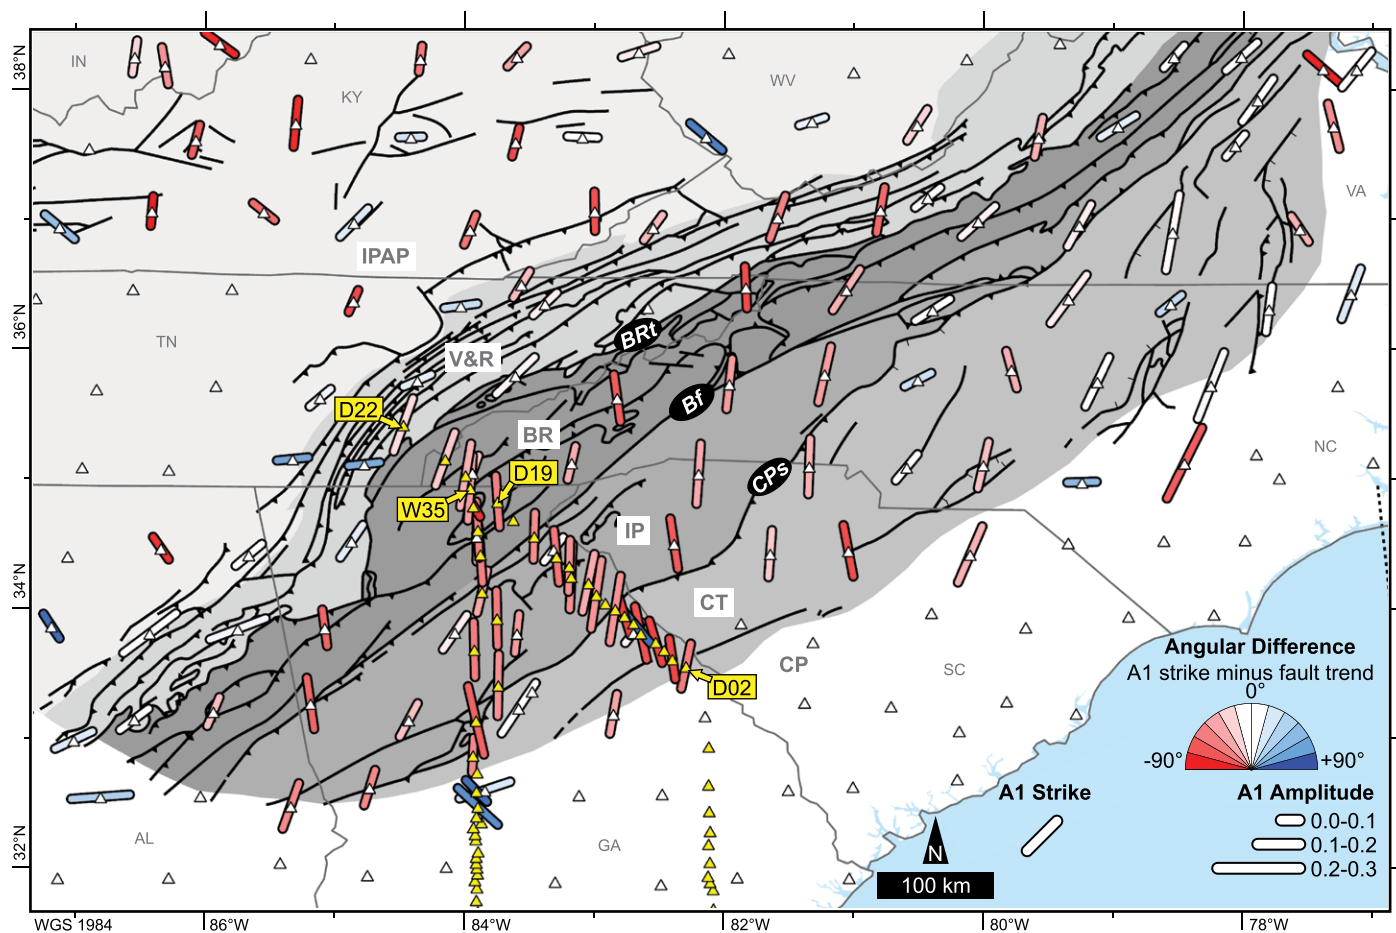 38°N
36°N
34°N
32°N
IN
KY
WV
VA
IPAP
TN
V&R
BRt
Bf
D22
BR
D19
W35
CPs
NC
IP
CT
CP
SC
D02
AL
GA
Angular Difference
A1 strike minus fault trend
0°
-90°
+90°
A1 Strike
A1 Amplitude
0.0-0.1
0.1-0.2
0.2-0.3
N
100 km
WGS 1984
86°W
84°W
82°W
80°W
78°W